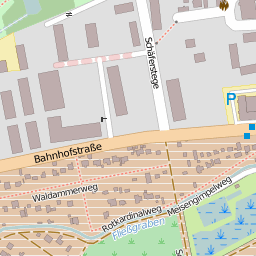 Schäferstege
P
Bahnhofstraße
Waldammerweg
Rotkardinalweg
Meisengimpelweg
Fließgraben